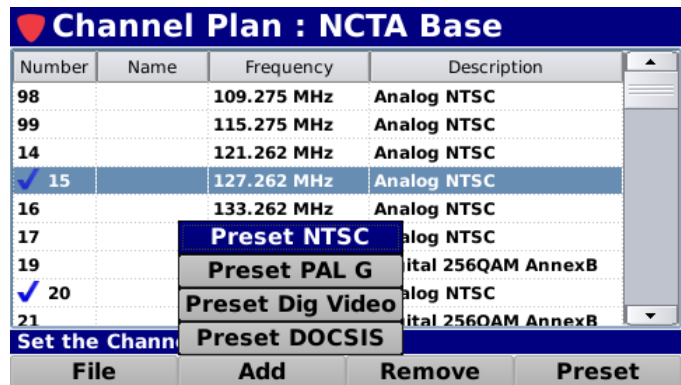 Channel Plan : NCTA Base
Number Name Frequency Description
98 109.275 MHz Analog NTSC
99 115.275 MHz Analog NTSC
14 121.262 MHz Analog NTSC
15 127.262 MHz Analog NTSC
16 133.262 MHz Analog NTSC
17 Preset NTSC alog NTSC
19 Preset PAL G ital 256QAM AnnexB
20 Preset Dig Video alog NTSC
21 ital 256QAM AnnexB
Set the Chann Preset DOCSIS
File Add Remove Preset